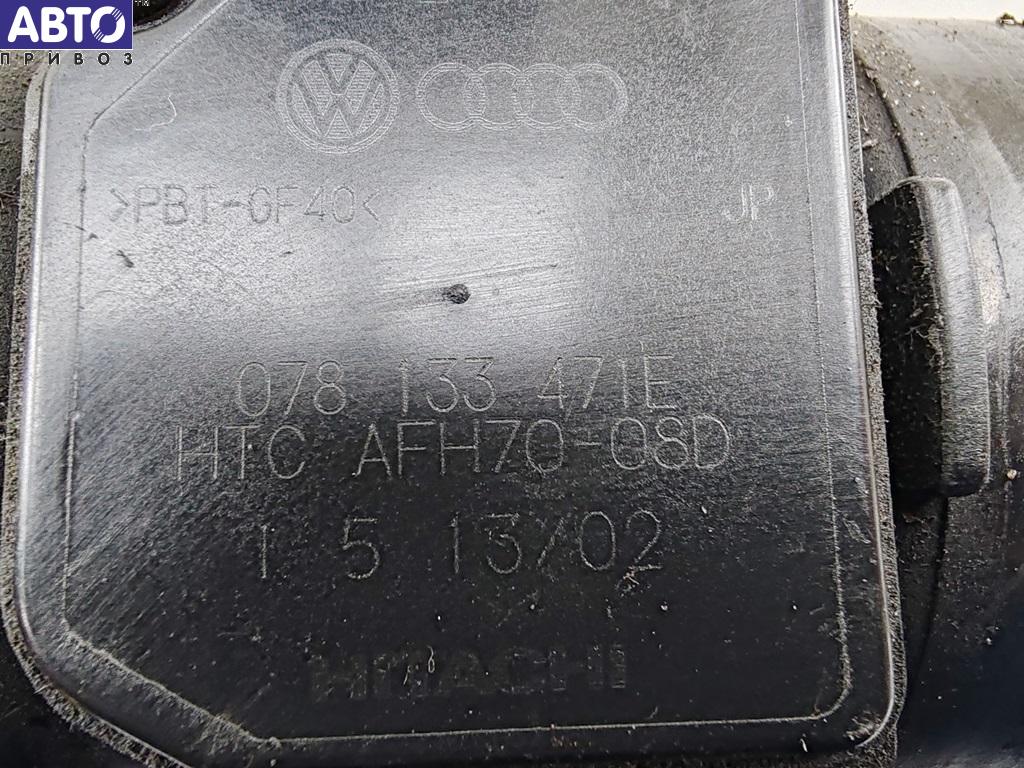 АВТО
ПРИВОЗ
>PBT-GF40< JP
078 133 471E
HTC AFH70-08D
1 5 13/02
HITACHI